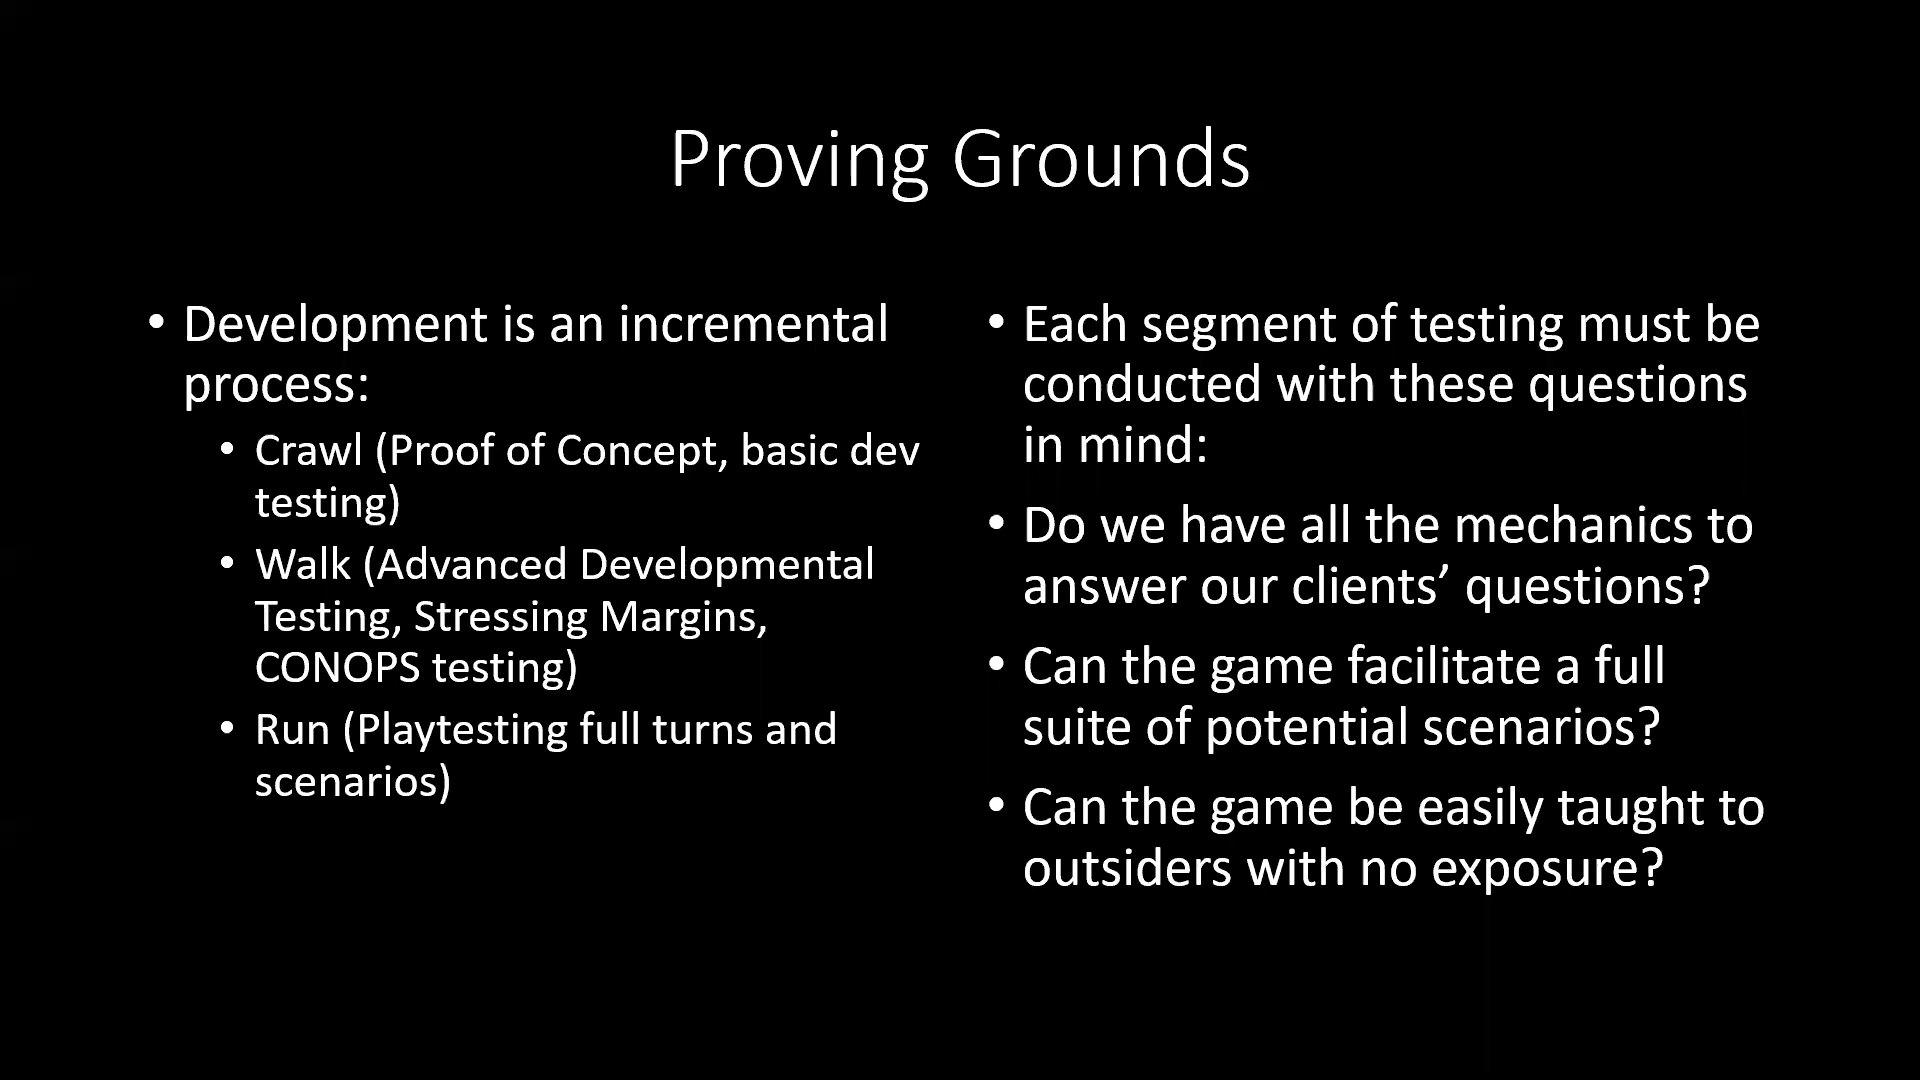 Proving Grounds
• Development is an incremental
process:
• Crawl (Proof of Concept, basic dev
testing)
• Walk (Advanced Developmental
Testing, Stressing Margins,
CONOPS testing)
• Run (Playtesting full turns and
scenarios)
• Each segment of testing must be
conducted with these questions
in mind:
• Do we have all the mechanics to
answer our clients’ questions?
• Can the game facilitate a full
suite of potential scenarios?
• Can the game be easily taught to
outsiders with no exposure?